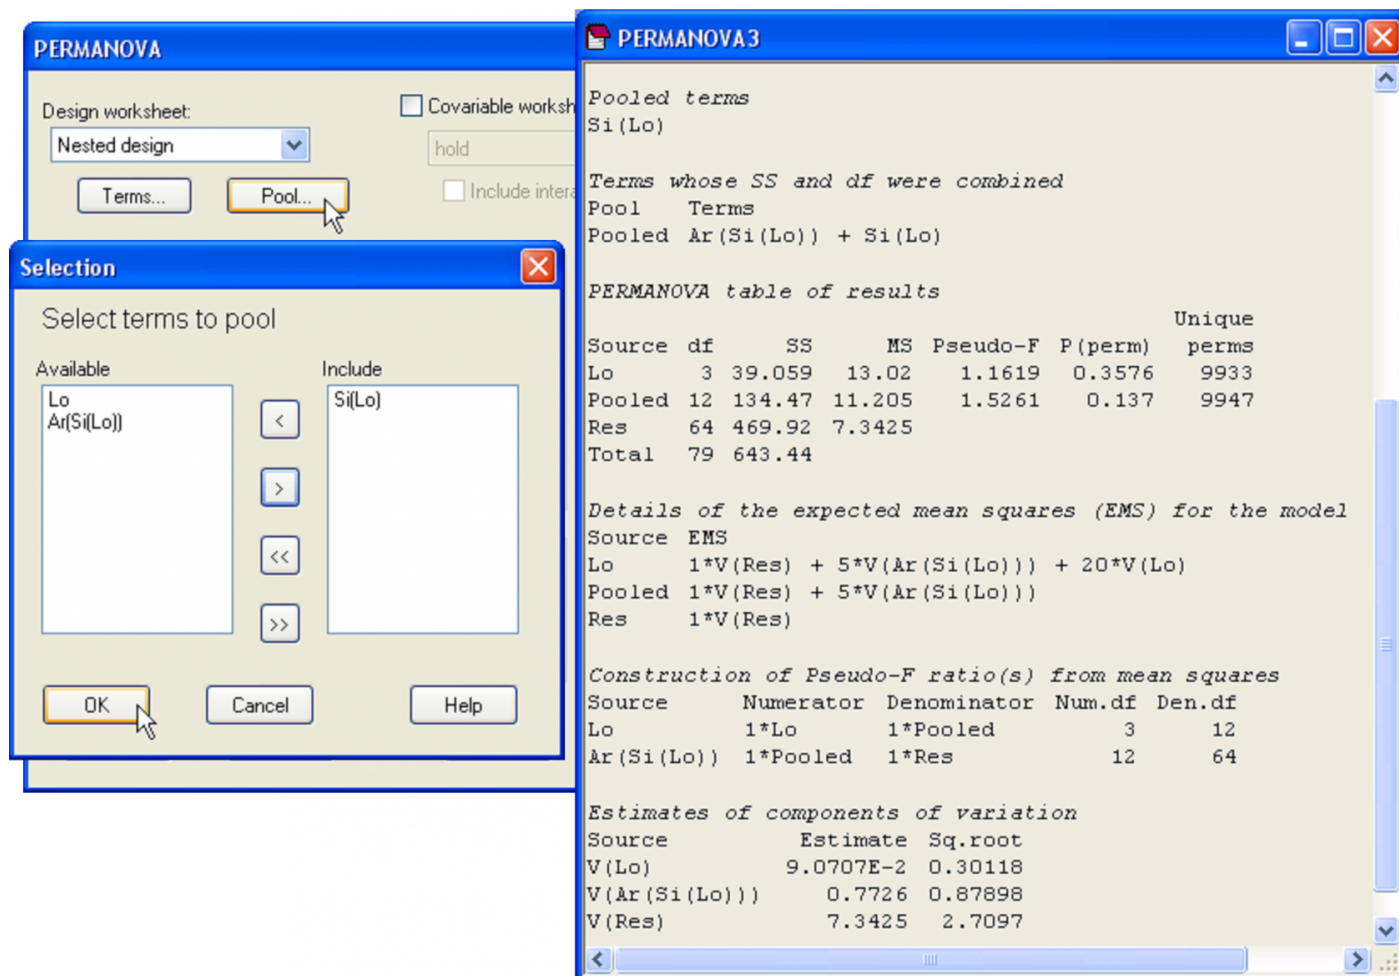 PERMANOVA
Design worksheet:
Covariable worksh
Nested design
hold
Terms...
Pool...
Include intera
Selection
Select terms to pool
Available
Include
Lo
Ar(Si(Lo))
Si(Lo)
<
>
<<
>>
OK
Cancel
Help
PERMANOVA3
Pooled terms
Si(Lo)
Terms whose SS and df were combined
Pool Terms
Pooled Ar(Si(Lo)) + Si(Lo)
PERMANOVA table of results
Unique
Source df SS MS Pseudo-F P(perm) perms
Lo 3 39.059 13.02 1.1619 0.3576 9933
Pooled 12 134.47 11.205 1.5261 0.137 9947
Res 64 469.92 7.3425
Total 79 643.44
Details of the expected mean squares (EMS) for the model
Source EMS
Lo 1*V(Res) + 5*V(Ar(Si(Lo))) + 20*V(Lo)
Pooled 1*V(Res) + 5*V(Ar(Si(Lo)))
Res 1*V(Res)
Construction of Pseudo-F ratio(s) from mean squares
Source Numerator Denominator Num.df Den.df
Lo 1*Lo 1*Pooled 3 12
Ar(Si(Lo)) 1*Pooled 1*Res 12 64
Estimates of components of variation
Source Estimate Sq.root
V(Lo) 9.0707E-2 0.30118
V(Ar(Si(Lo))) 0.7726 0.87898
V(Res) 7.3425 2.7097